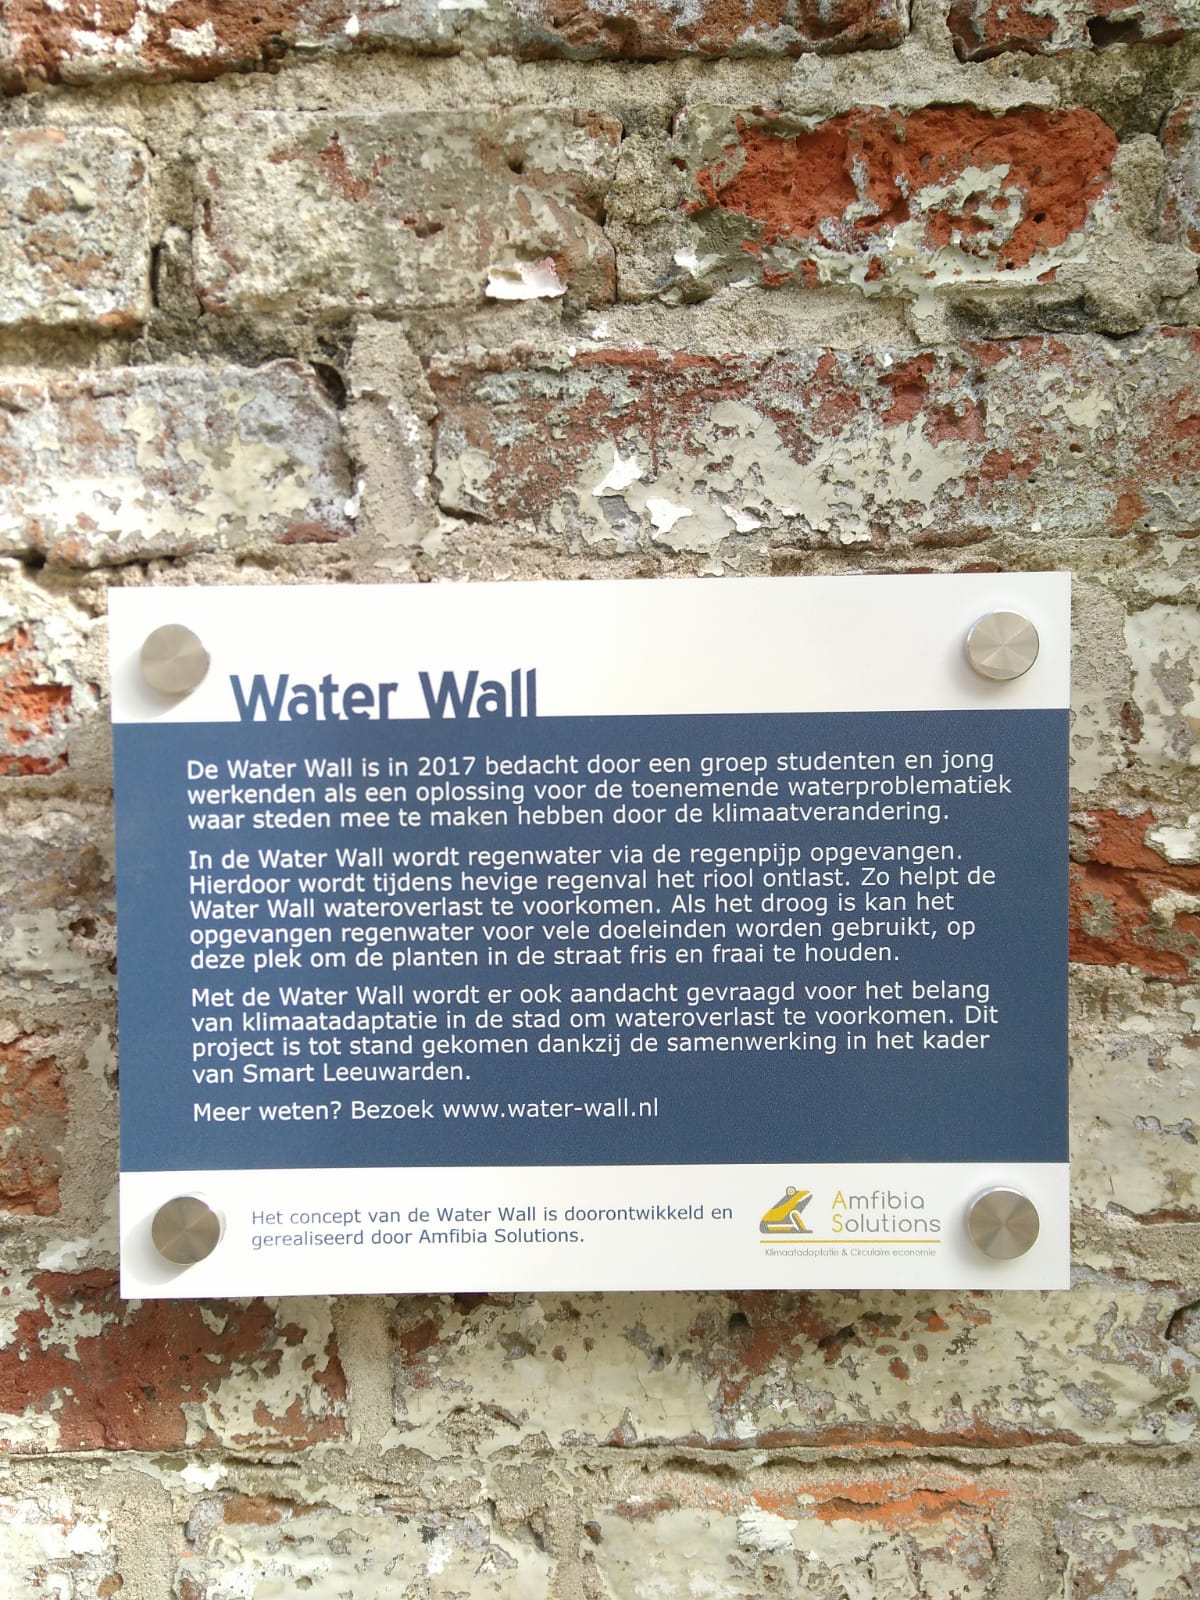 Water Wall
De Water Wall is in 2017 bedacht door een groep studenten en jong
werkenden als een oplossing voor de toenemende waterproblematiek
waar steden mee te maken hebben door de klimaatverandering.
In de Water Wall wordt regenwater via de regenpijp opgevangen.
Hierdoor wordt tijdens hevige regenval het riool ontlast. Zo helpt de
Water Wall wateroverlast te voorkomen. Als het droog is kan het
opgevangen regenwater voor vele doeleinden worden gebruikt, op
deze plek om de planten in de straat fris en fraai te houden.
Met de Water Wall wordt er ook aandacht gevraagd voor het belang
van klimaatadaptatie in de stad om wateroverlast te voorkomen. Dit
project is tot stand gekomen dankzij de samenwerking in het kader
van Smart Leeuwarden.
Meer weten? Bezoek www.water-wall.nl
Het concept van de Water Wall is doorontwikkeld en
gerealiseerd door Amfibia Solutions.
Amfibia
Solutions
Klimaatadaptatie & Circulaire economie